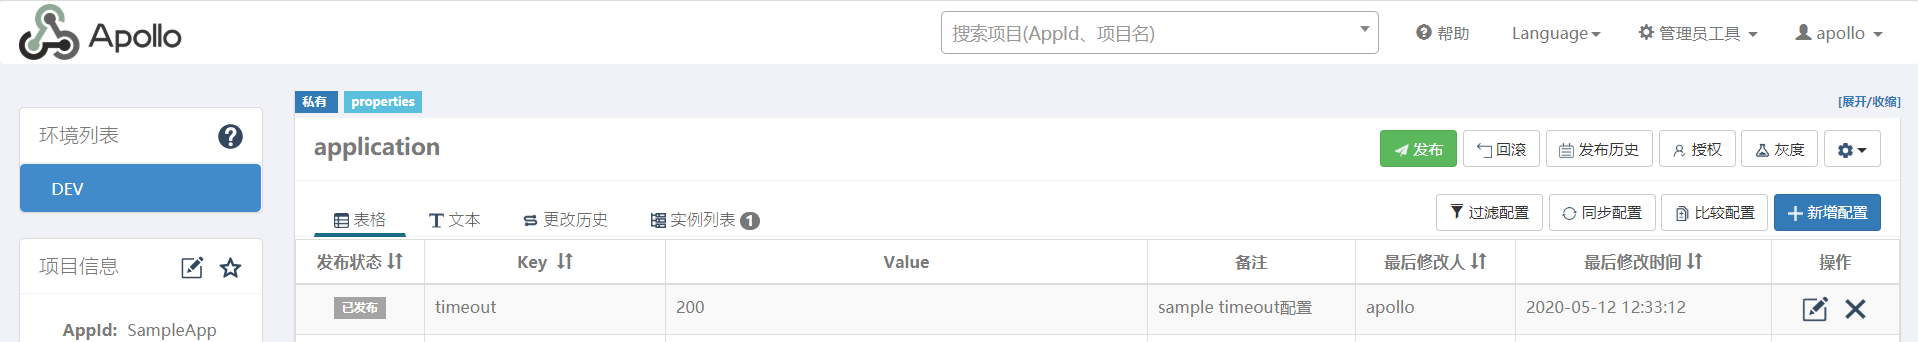 Apollo 搜索项目(AppId、项目名) 帮助 Language 管理员工具 apollo
私有 properties [展开/收缩]
环境列表
DEV
application 发布 回滚 发布历史 授权 灰度
表格 文本 更改历史 实例列表 1 过滤配置 同步配置 比较配置 新增配置
项目信息
AppId: SampleApp
发布状态 Key Value 备注 最后修改人 最后修改时间 操作
已发布 timeout 200 sample timeout配置 apollo 2020-05-12 12:33:12